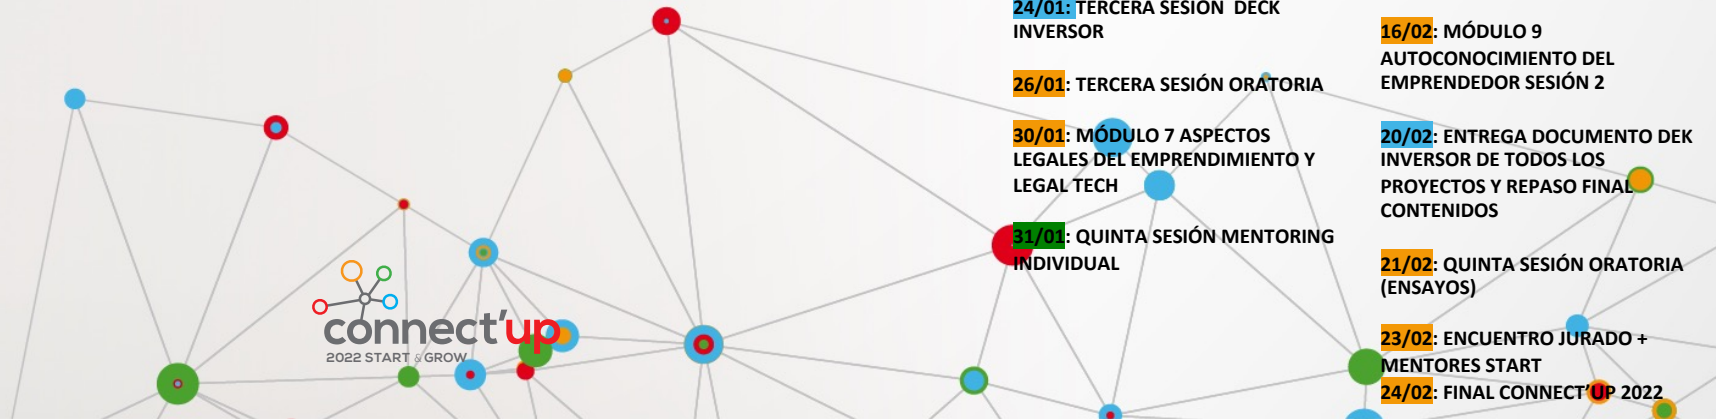 connect'up
2022 START & GROW
24/01: TERCERA SESIÓN DECK
INVERSOR
26/01: TERCERA SESIÓN ORATORIA
30/01: MÓDULO 7 ASPECTOS
LEGALES DEL EMPRENDIMIENTO Y
LEGAL TECH
31/01: QUINTA SESIÓN MENTORING
INDIVIDUAL
16/02: MÓDULO 9
AUTOCONOCIMIENTO DEL
EMPRENDEDOR SESIÓN 2
20/02: ENTREGA DOCUMENTO DEK
INVERSOR DE TODOS LOS
PROYECTOS Y REPASO FINAL
CONTENIDOS
21/02: QUINTA SESIÓN ORATORIA
(ENSAYOS)
23/02: ENCUENTRO JURADO +
MENTORES START
24/02: FINAL CONNECT'UP 2022